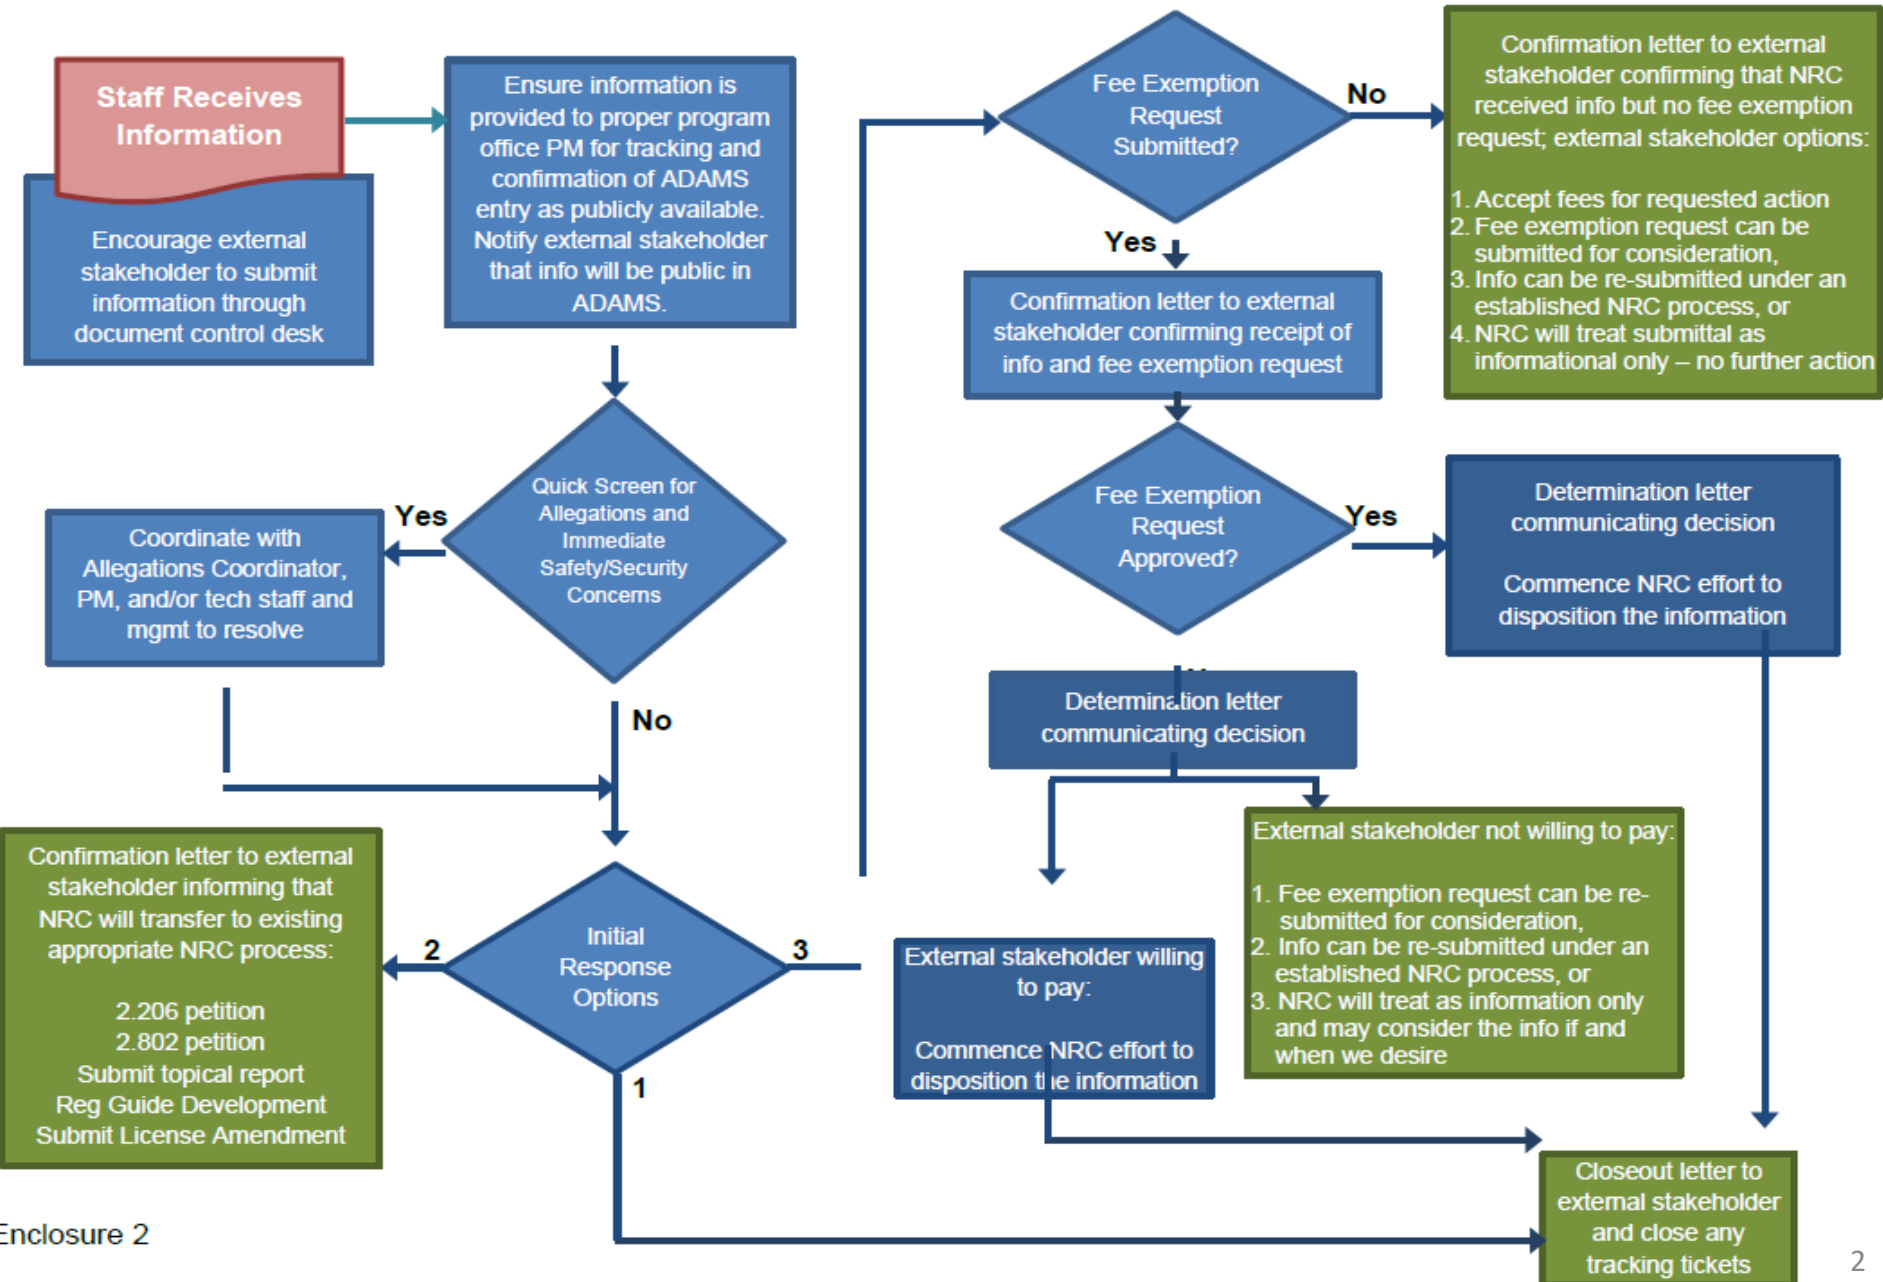 Staff Receives
Information
Encourage external
stakeholder to submit
information through
document control desk
Ensure information is
provided to proper program
office PM for tracking and
confirmation of ADAMS
entry as publicly available.
Notify external stakeholder
that info will be public in
ADAMS.
Quick Screen for
Allegations and
Immediate
Safety/Security
Concerns
Yes
Coordinate with
Allegations Coordinator,
PM, and/or tech staff and
mgmt to resolve
No
Initial
Response
Options
2
3
1
Confirmation letter to external
stakeholder informing that
NRC will transfer to existing
appropriate NRC process:
2.206 petition
2.802 petition
Submit topical report
Reg Guide Development
Submit License Amendment
Fee Exemption
Request
Submitted?
No
Confirmation letter to external
stakeholder confirming that NRC
received info but no fee exemption
request; external stakeholder options:
1. Accept fees for requested action
2. Fee exemption request can be
submitted for consideration,
3. Info can be re-submitted under an
established NRC process, or
4. NRC will treat submittal as
informational only – no further action
Yes
Confirmation letter to external
stakeholder confirming receipt of
info and fee exemption request
Fee Exemption
Request
Approved?
Yes
Determination letter
communicating decision
Commence NRC effort to
disposition the information
Determination letter
communicating decision
External stakeholder willing
to pay:
Commence NRC effort to
disposition the information
External stakeholder not willing to pay:
1. Fee exemption request can be re-
submitted for consideration,
2. Info can be re-submitted under an
established NRC process, or
3. NRC will treat as information only
and may consider the info if and
when we desire
Closeout letter to
external stakeholder
and close any
tracking tickets
Enclosure 2
2